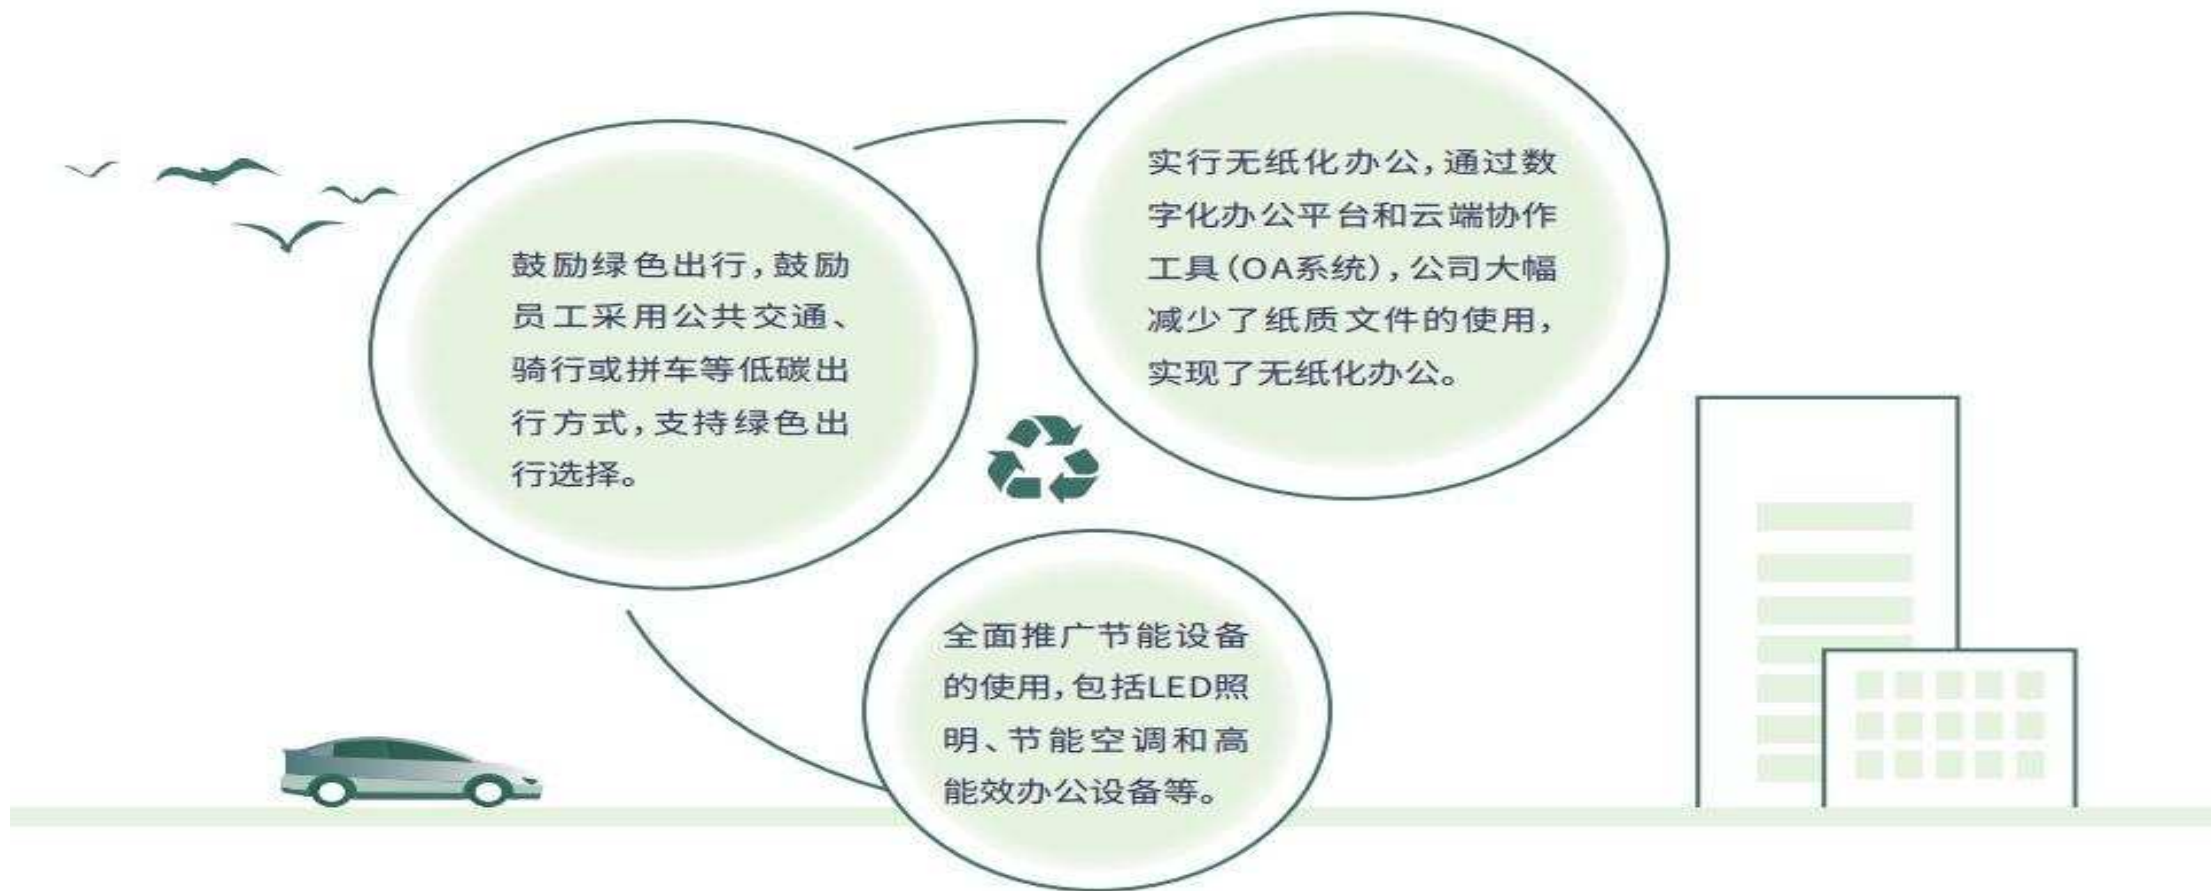 鼓励绿色出行，鼓励
员工采用公共交通、
骑行或拼车等低碳出
行方式，支持绿色出
行选择。
实行无纸化办公，通过数
字化办公平台和云端协作
工具（OA系统），公司大幅
减少了纸质文件的使用，
实现了无纸化办公。
全面推广节能设备
的使用，包括LED照
明、节能空调和高
能效办公设备等。